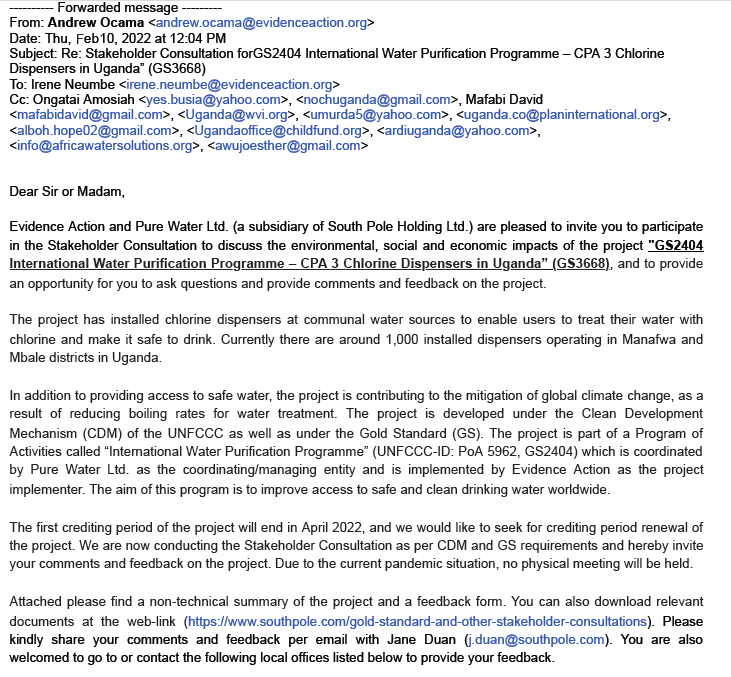 ---------- Forwarded message ---------
From: Andrew Ocama <andrew.ocama@evidenceaction.org>
Date: Thu, Feb10, 2022 at 12:04 PM
Subject: Re: Stakeholder Consultation forGS2404 International Water Purification Programme – CPA 3 Chlorine
Dispensers in Uganda” (GS3668)
To: Irene Neumbe <irene.neumbe@evidenceaction.org>
Cc: Ongatai Amosiah <yes.busia@yahoo.com>, <nochuganda@gmail.com>, Mafabi David
<mafabidavid@gmail.com>, <Uganda@wvi.org>, <umurda5@yahoo.com>, <uganda.co@planinternational.org>,
<alboh.hope02@gmail.com>, <Ugandaoffice@childfund.org>, <ardiuganda@yahoo.com>,
<info@africawatersolutions.org>, <awujoesther@gmail.com>
Dear Sir or Madam,
Evidence Action and Pure Water Ltd. (a subsidiary of South Pole Holding Ltd.) are pleased to invite you to participate
in the Stakeholder Consultation to discuss the environmental, social and economic impacts of the project "GS2404
International Water Purification Programme – CPA 3 Chlorine Dispensers in Uganda” (GS3668), and to provide
an opportunity for you to ask questions and provide comments and feedback on the project.
The project has installed chlorine dispensers at communal water sources to enable users to treat their water with
chlorine and make it safe to drink. Currently there are around 1,000 installed dispensers operating in Manafwa and
Mbale districts in Uganda.
In addition to providing access to safe water, the project is contributing to the mitigation of global climate change, as a
result of reducing boiling rates for water treatment. The project is developed under the Clean Development
Mechanism (CDM) of the UNFCCC as well as under the Gold Standard (GS). The project is part of a Program of
Activities called “International Water Purification Programme” (UNFCCC-ID: PoA 5962, GS2404) which is coordinated
by Pure Water Ltd. as the coordinating/managing entity and is implemented by Evidence Action as the project
implementer. The aim of this program is to improve access to safe and clean drinking water worldwide.
The first crediting period of the project will end in April 2022, and we would like to seek for crediting period renewal of
the project. We are now conducting the Stakeholder Consultation as per CDM and GS requirements and hereby invite
your comments and feedback on the project. Due to the current pandemic situation, no physical meeting will be held.
Attached please find a non-technical summary of the project and a feedback form. You can also download relevant
documents at the web-link (https://www.southpole.com/gold-standard-and-other-stakeholder-consultations). Please
kindly share your comments and feedback per email with Jane Duan (j.duan@southpole.com). You are also
welcomed to go to or contact the following local offices listed below to provide your feedback.